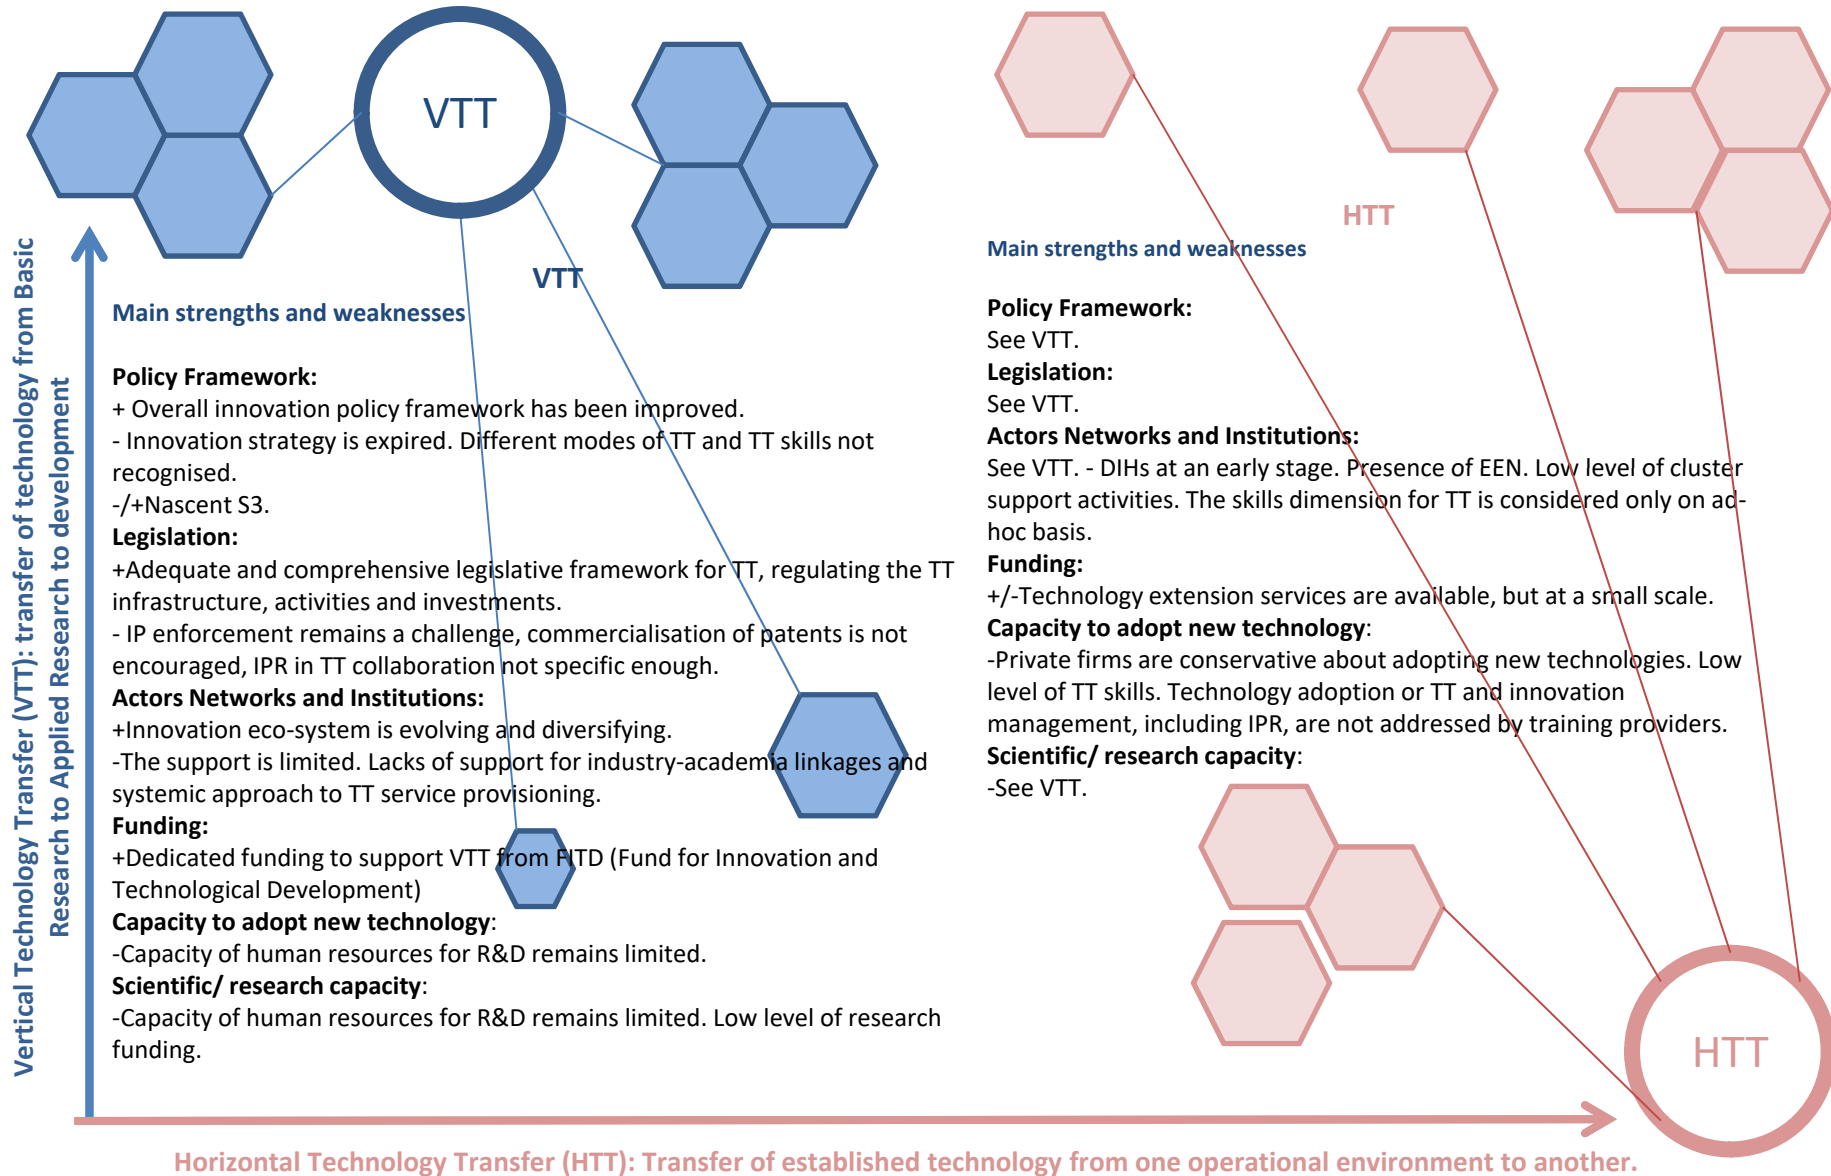 VTT
VTT
Main strengths and weaknesses
Policy Framework:
+ Overall innovation policy framework has been improved.
- Innovation strategy is expired. Different modes of TT and TT skills not
recognised.
-/+Nascent S3.
Legislation:
+Adequate and comprehensive legislative framework for TT, regulating the TT
infrastructure, activities and investments.
- IP enforcement remains a challenge, commercialisation of patents is not
encouraged, IPR in TT collaboration not specific enough.
Actors Networks and Institutions:
+Innovation eco-system is evolving and diversifying.
-The support is limited. Lacks of support for industry-academia linkages and
systemic approach to TT service provisioning.
Funding:
+Dedicated funding to support VTT from FITD (Fund for Innovation and
Technological Development)
Capacity to adopt new technology:
-Capacity of human resources for R&D remains limited.
Scientific/ research capacity:
-Capacity of human resources for R&D remains limited. Low level of research
funding.
Vertical Technology Transfer (VTT): transfer of technology from Basic
Research to Applied Research to development
HTT
Main strengths and weaknesses
Policy Framework:
See VTT.
Legislation:
See VTT.
Actors Networks and Institutions:
See VTT. - DIHs at an early stage. Presence of EEN. Low level of cluster
support activities. The skills dimension for TT is considered only on ad-
hoc basis.
Funding:
+/-Technology extension services are available, but at a small scale.
Capacity to adopt new technology:
-Private firms are conservative about adopting new technologies. Low
level of TT skills. Technology adoption or TT and innovation
management, including IPR, are not addressed by training providers.
Scientific/ research capacity:
-See VTT.
HTT
Horizontal Technology Transfer (HTT): Transfer of established technology from one operational environment to another.